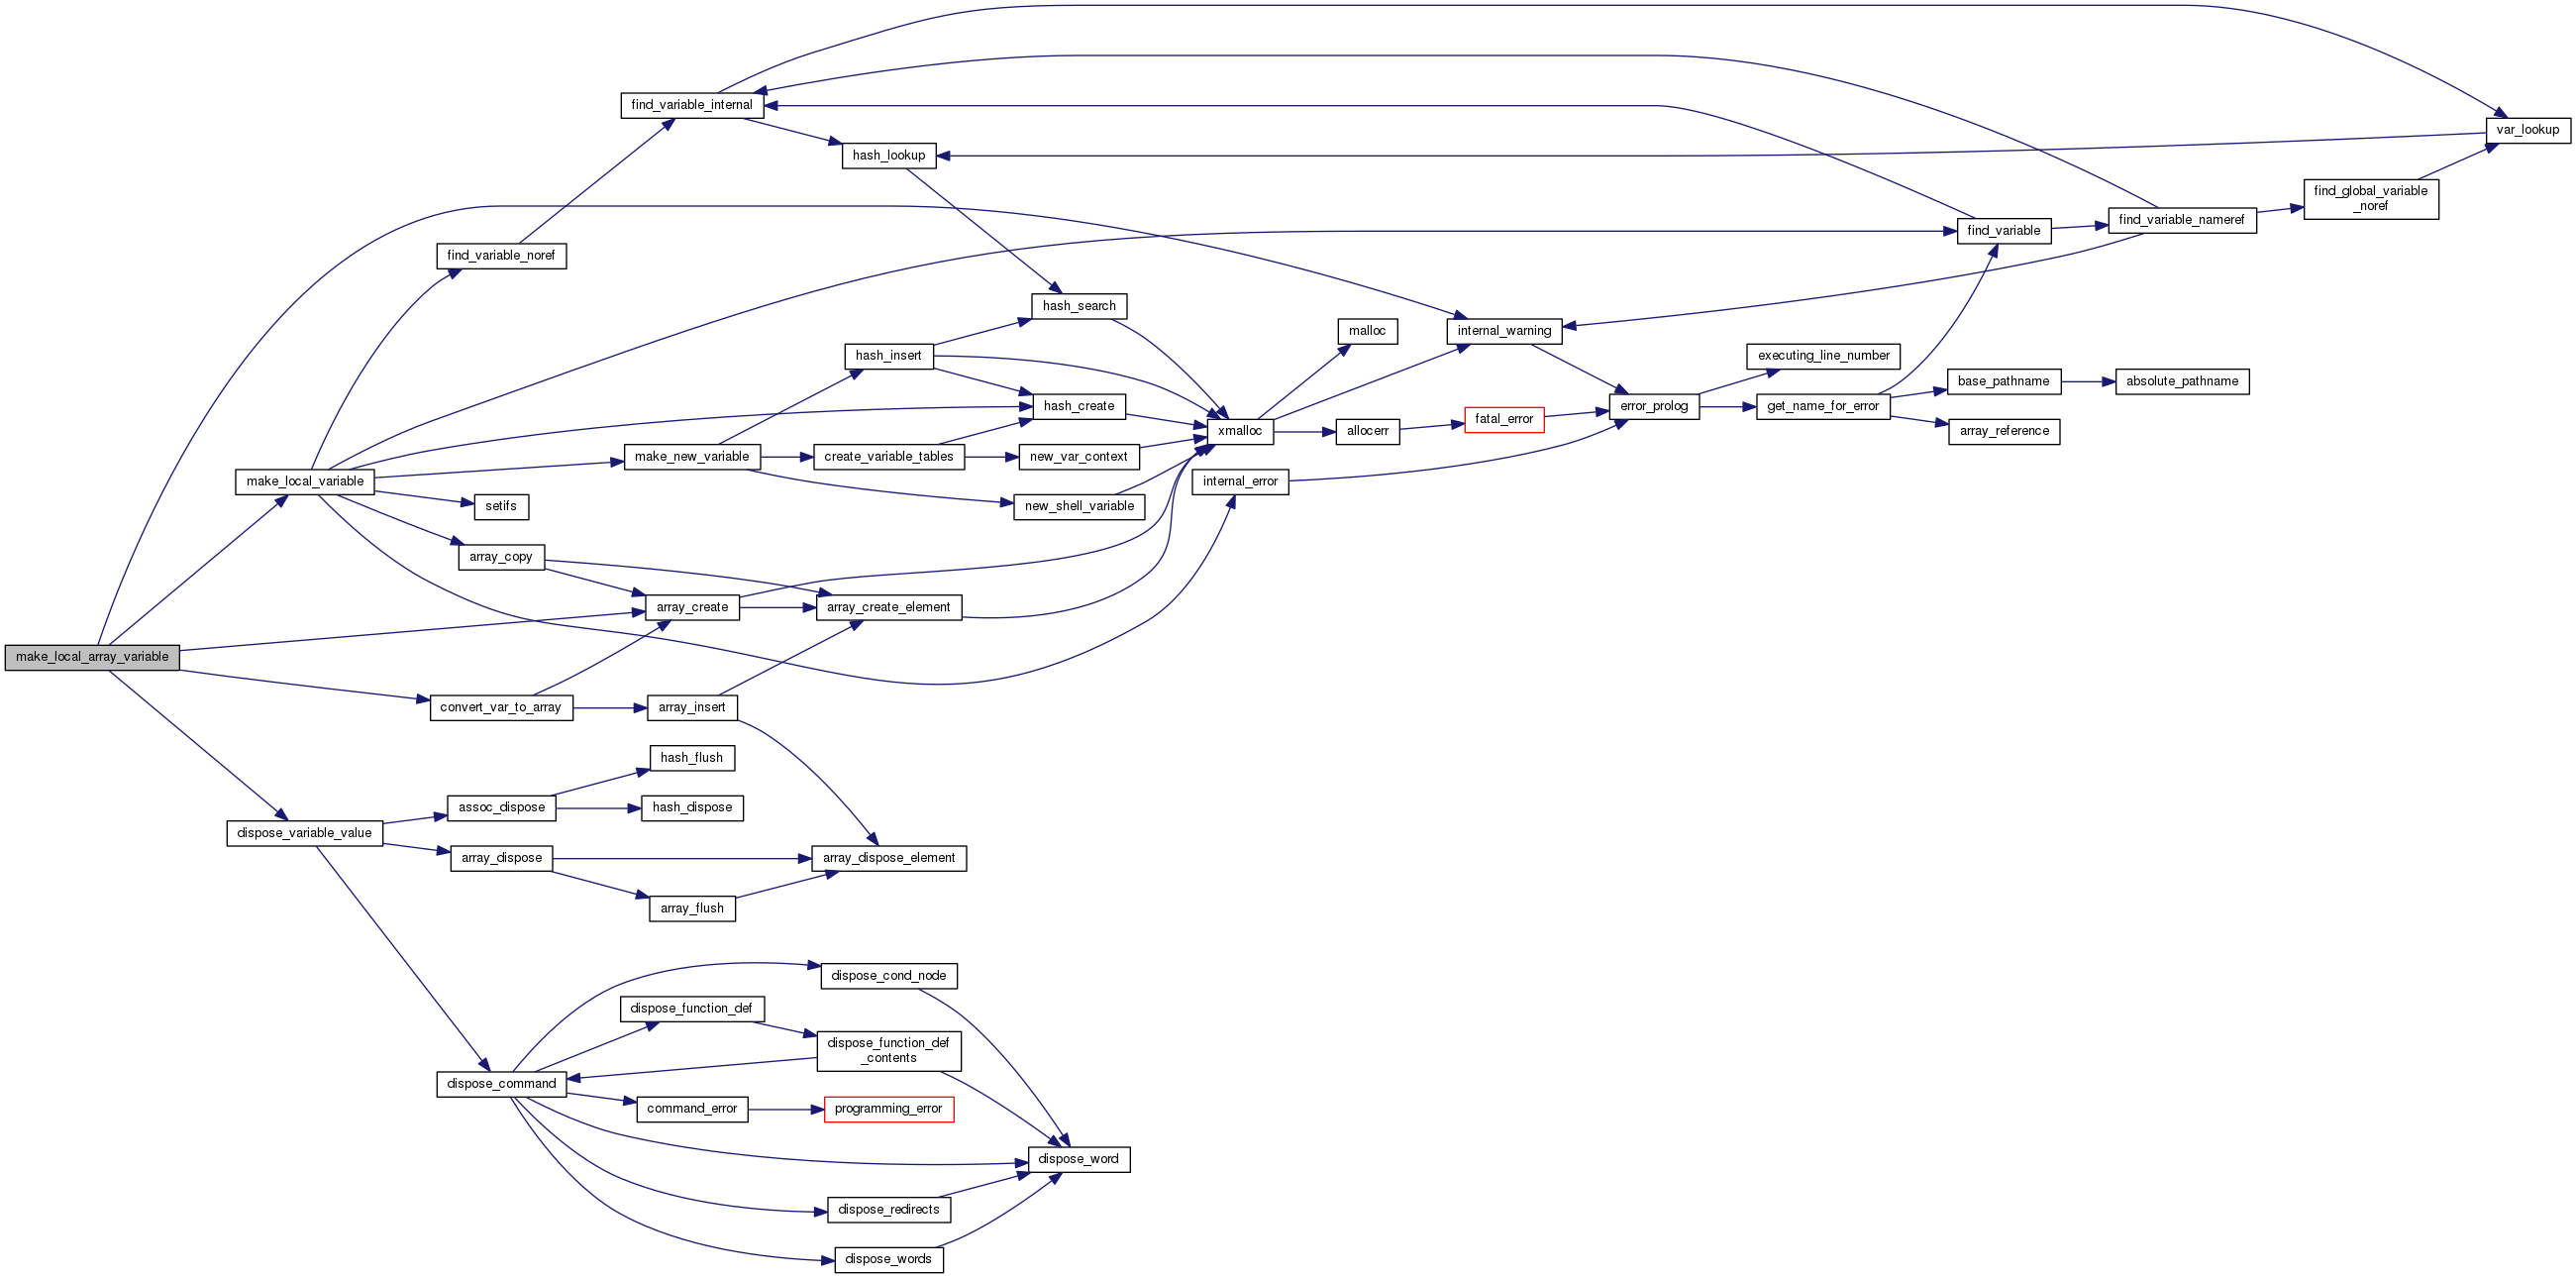 find_variable_internal
var_lookup
hash_lookup
find_global_variable
_noref
find_variable_nameref
find_variable
find_variable_noref
hash_search
malloc
internal_warning
executing_line_number
hash_insert
base_pathname
absolute_pathname
hash_create
error_prolog
get_name_for_error
fatal_error
xmalloc
allocerr
array_reference
make_new_variable
create_variable_tables
new_var_context
make_local_variable
internal_error
setifs
new_shell_variable
array_copy
array_create
array_create_element
make_local_array_variable
convert_var_to_array
array_insert
hash_flush
assoc_dispose
hash_dispose
dispose_variable_value
array_dispose
array_dispose_element
array_flush
dispose_cond_node
dispose_function_def
dispose_function_def
_contents
dispose_command
command_error
programming_error
dispose_word
dispose_redirects
dispose_words